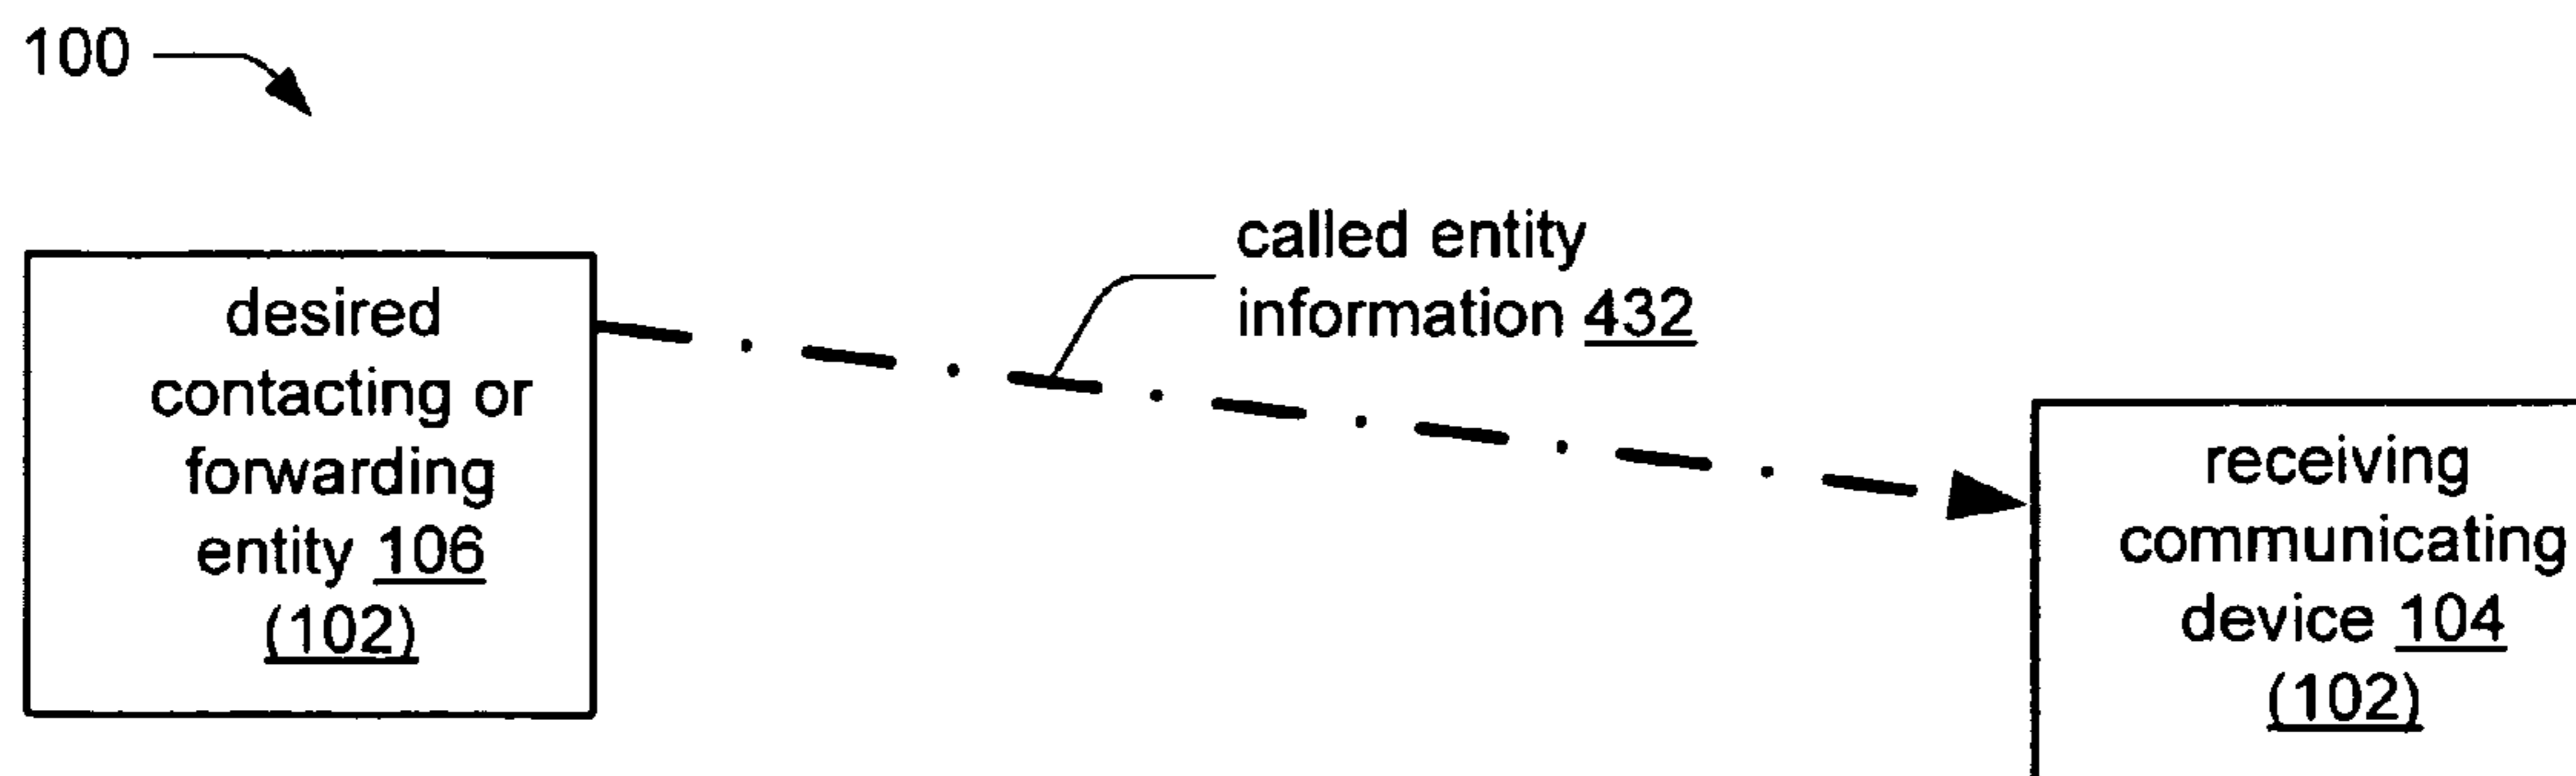 100
called entity
information 432
desired
contacting or
forwarding
entity 106
(102)
receiving
communicating
device 104
(102)